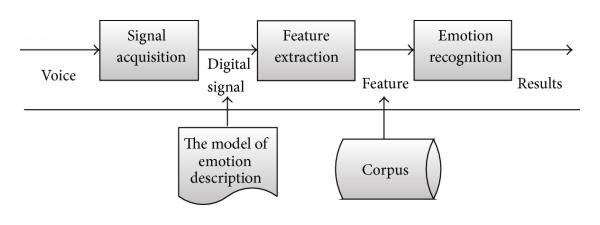 Signal
acquisition
Feature
extraction
Emotion
recognition
Voice
Digital
signal
Feature
Results
The model of
emotion
description
Corpus